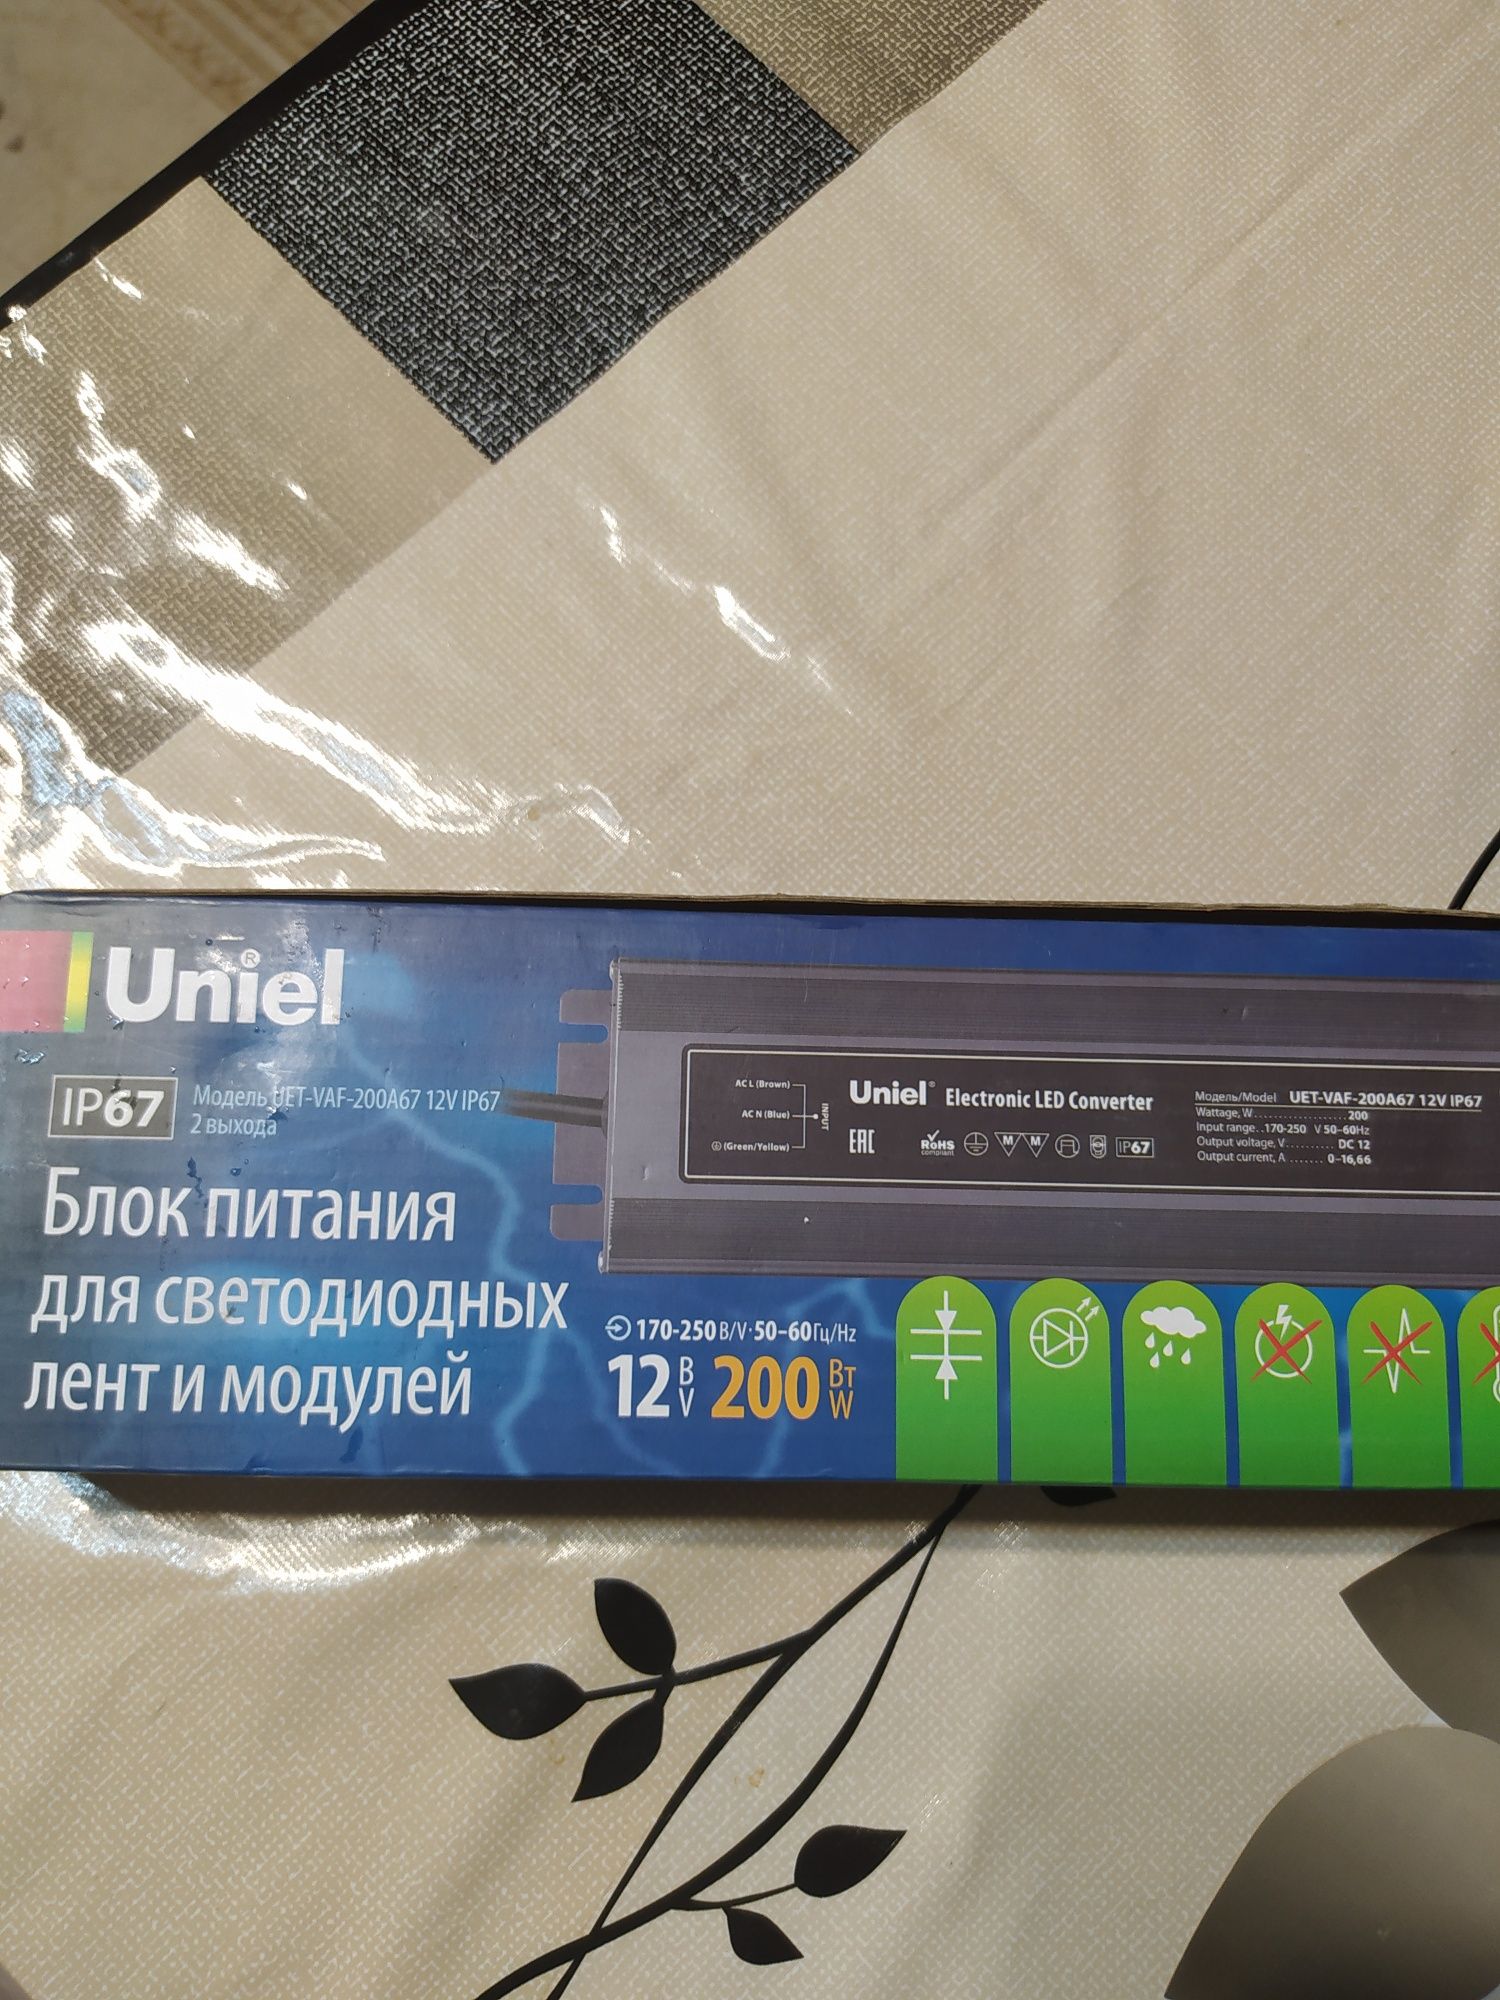 Uniel®
IP67
Модель UET-VAF-200A67 12V IP67
2 выхода
Блок питания
для светодиодных
лент и модулей
170-250 В/V·50-60Гц/Hz
12 В V 200 Вт W
AC L (Brown)
AC N (Blue)
(Green/Yellow)
INPUT
Uniel® Electronic LED Converter
EAC RoHS compliant M M IP67
Модель/Model UET-VAF-200A67 12V IP67
Wattage, W....................200
Input range..170-250 V 50-60Hz
Output voltage, V........... DC 12
Output current, A ....... 0-16,66